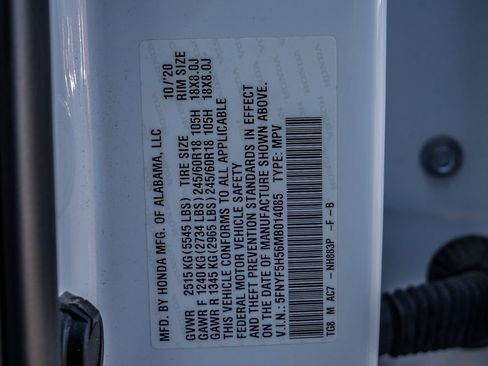 MFD. BY HONDA MFG. OF ALABAMA, LLC 10/'20
TIRE SIZE RIM SIZE
GVWR 2515 KG(5545 LBS)
GAWR F 1240 KG(2734 LBS) 245/60R18 105H 18X8.0J
GAWR R 1345 KG(2965 LBS) 245/60R18 105H 18X8.0J
THIS VEHICLE CONFORMS TO ALL APPLICABLE
FEDERAL MOTOR VEHICLE SAFETY
AND THEFT PREVENTION STANDARDS IN EFFECT
ON THE DATE OF MANUFACTURE SHOWN ABOVE.
V.I.N.: 5FNYF5H56MB014085 TYPE: MPV
TG8 M AC7 -NH883P -F -B